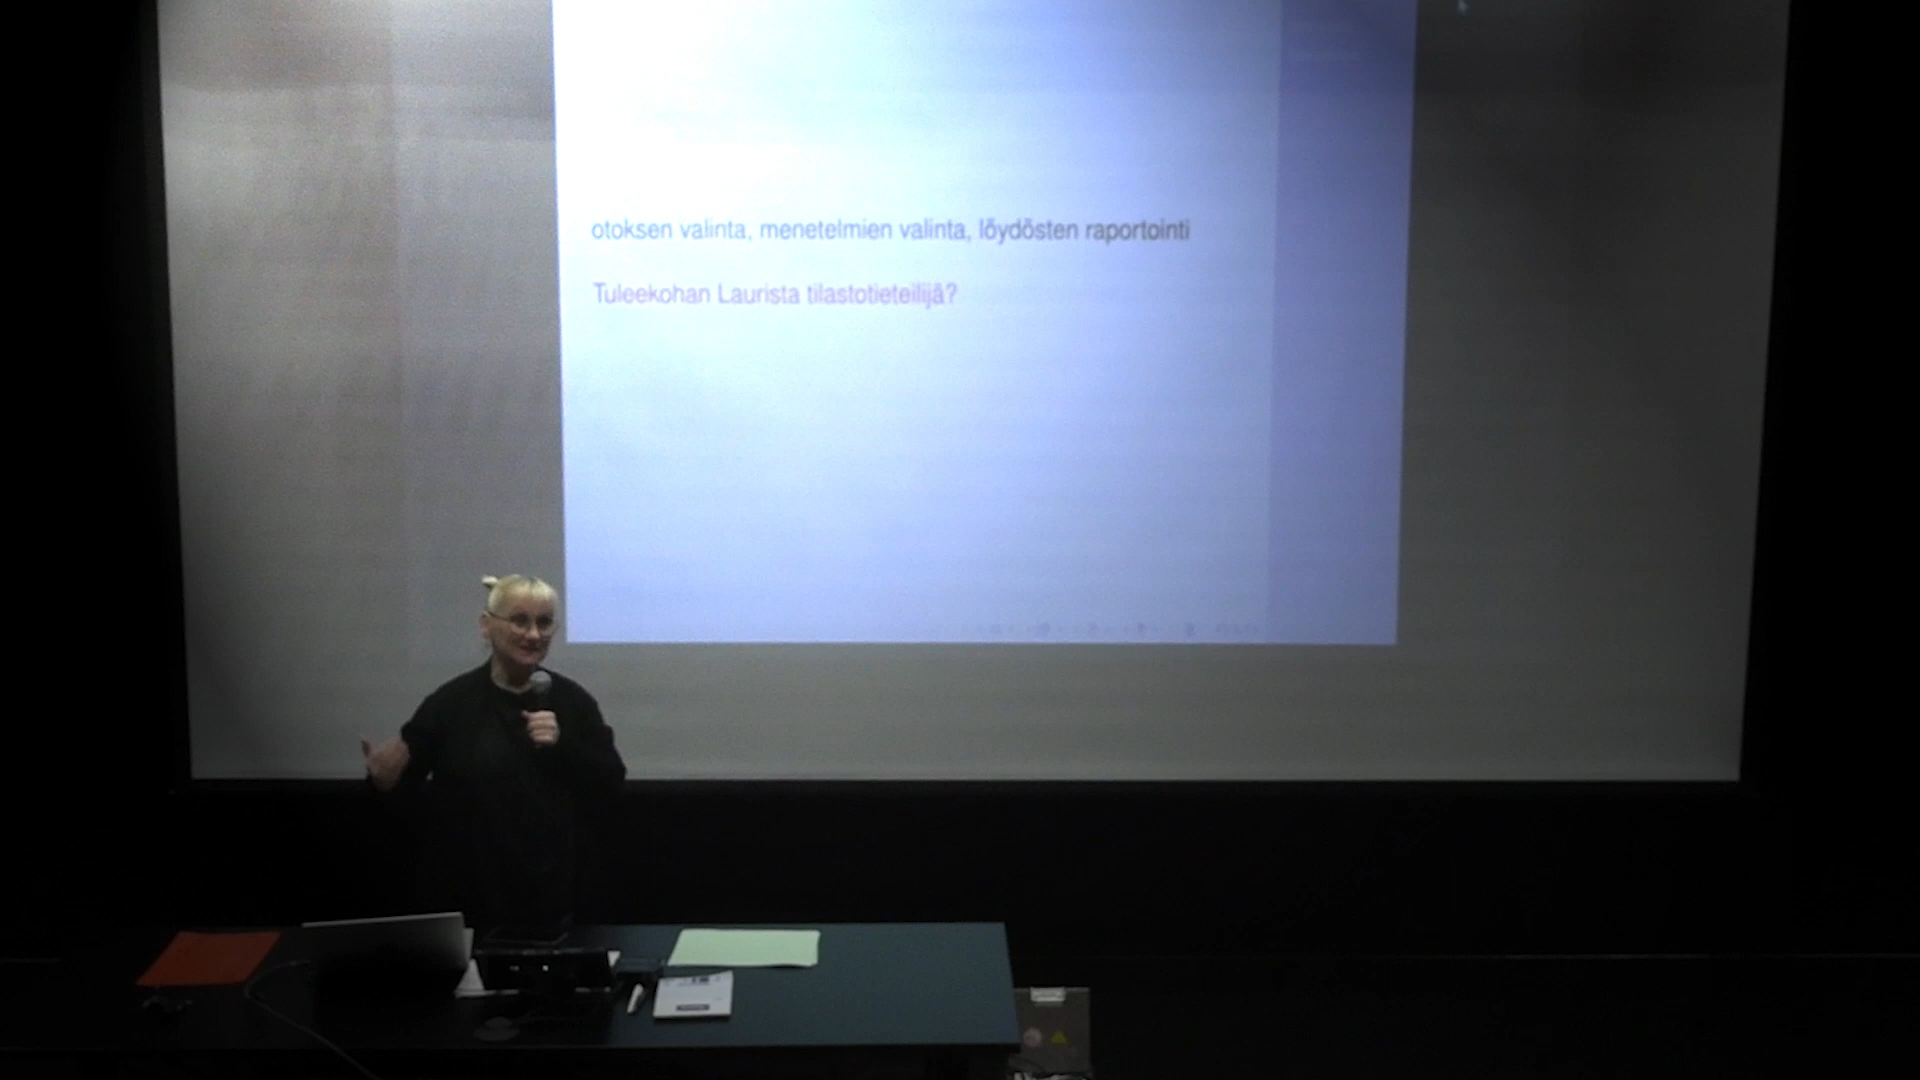 otoksen valinta, menetelmien valinta, löydösten raportointi
Tuleekohan Laurista tilastotieteilijä?